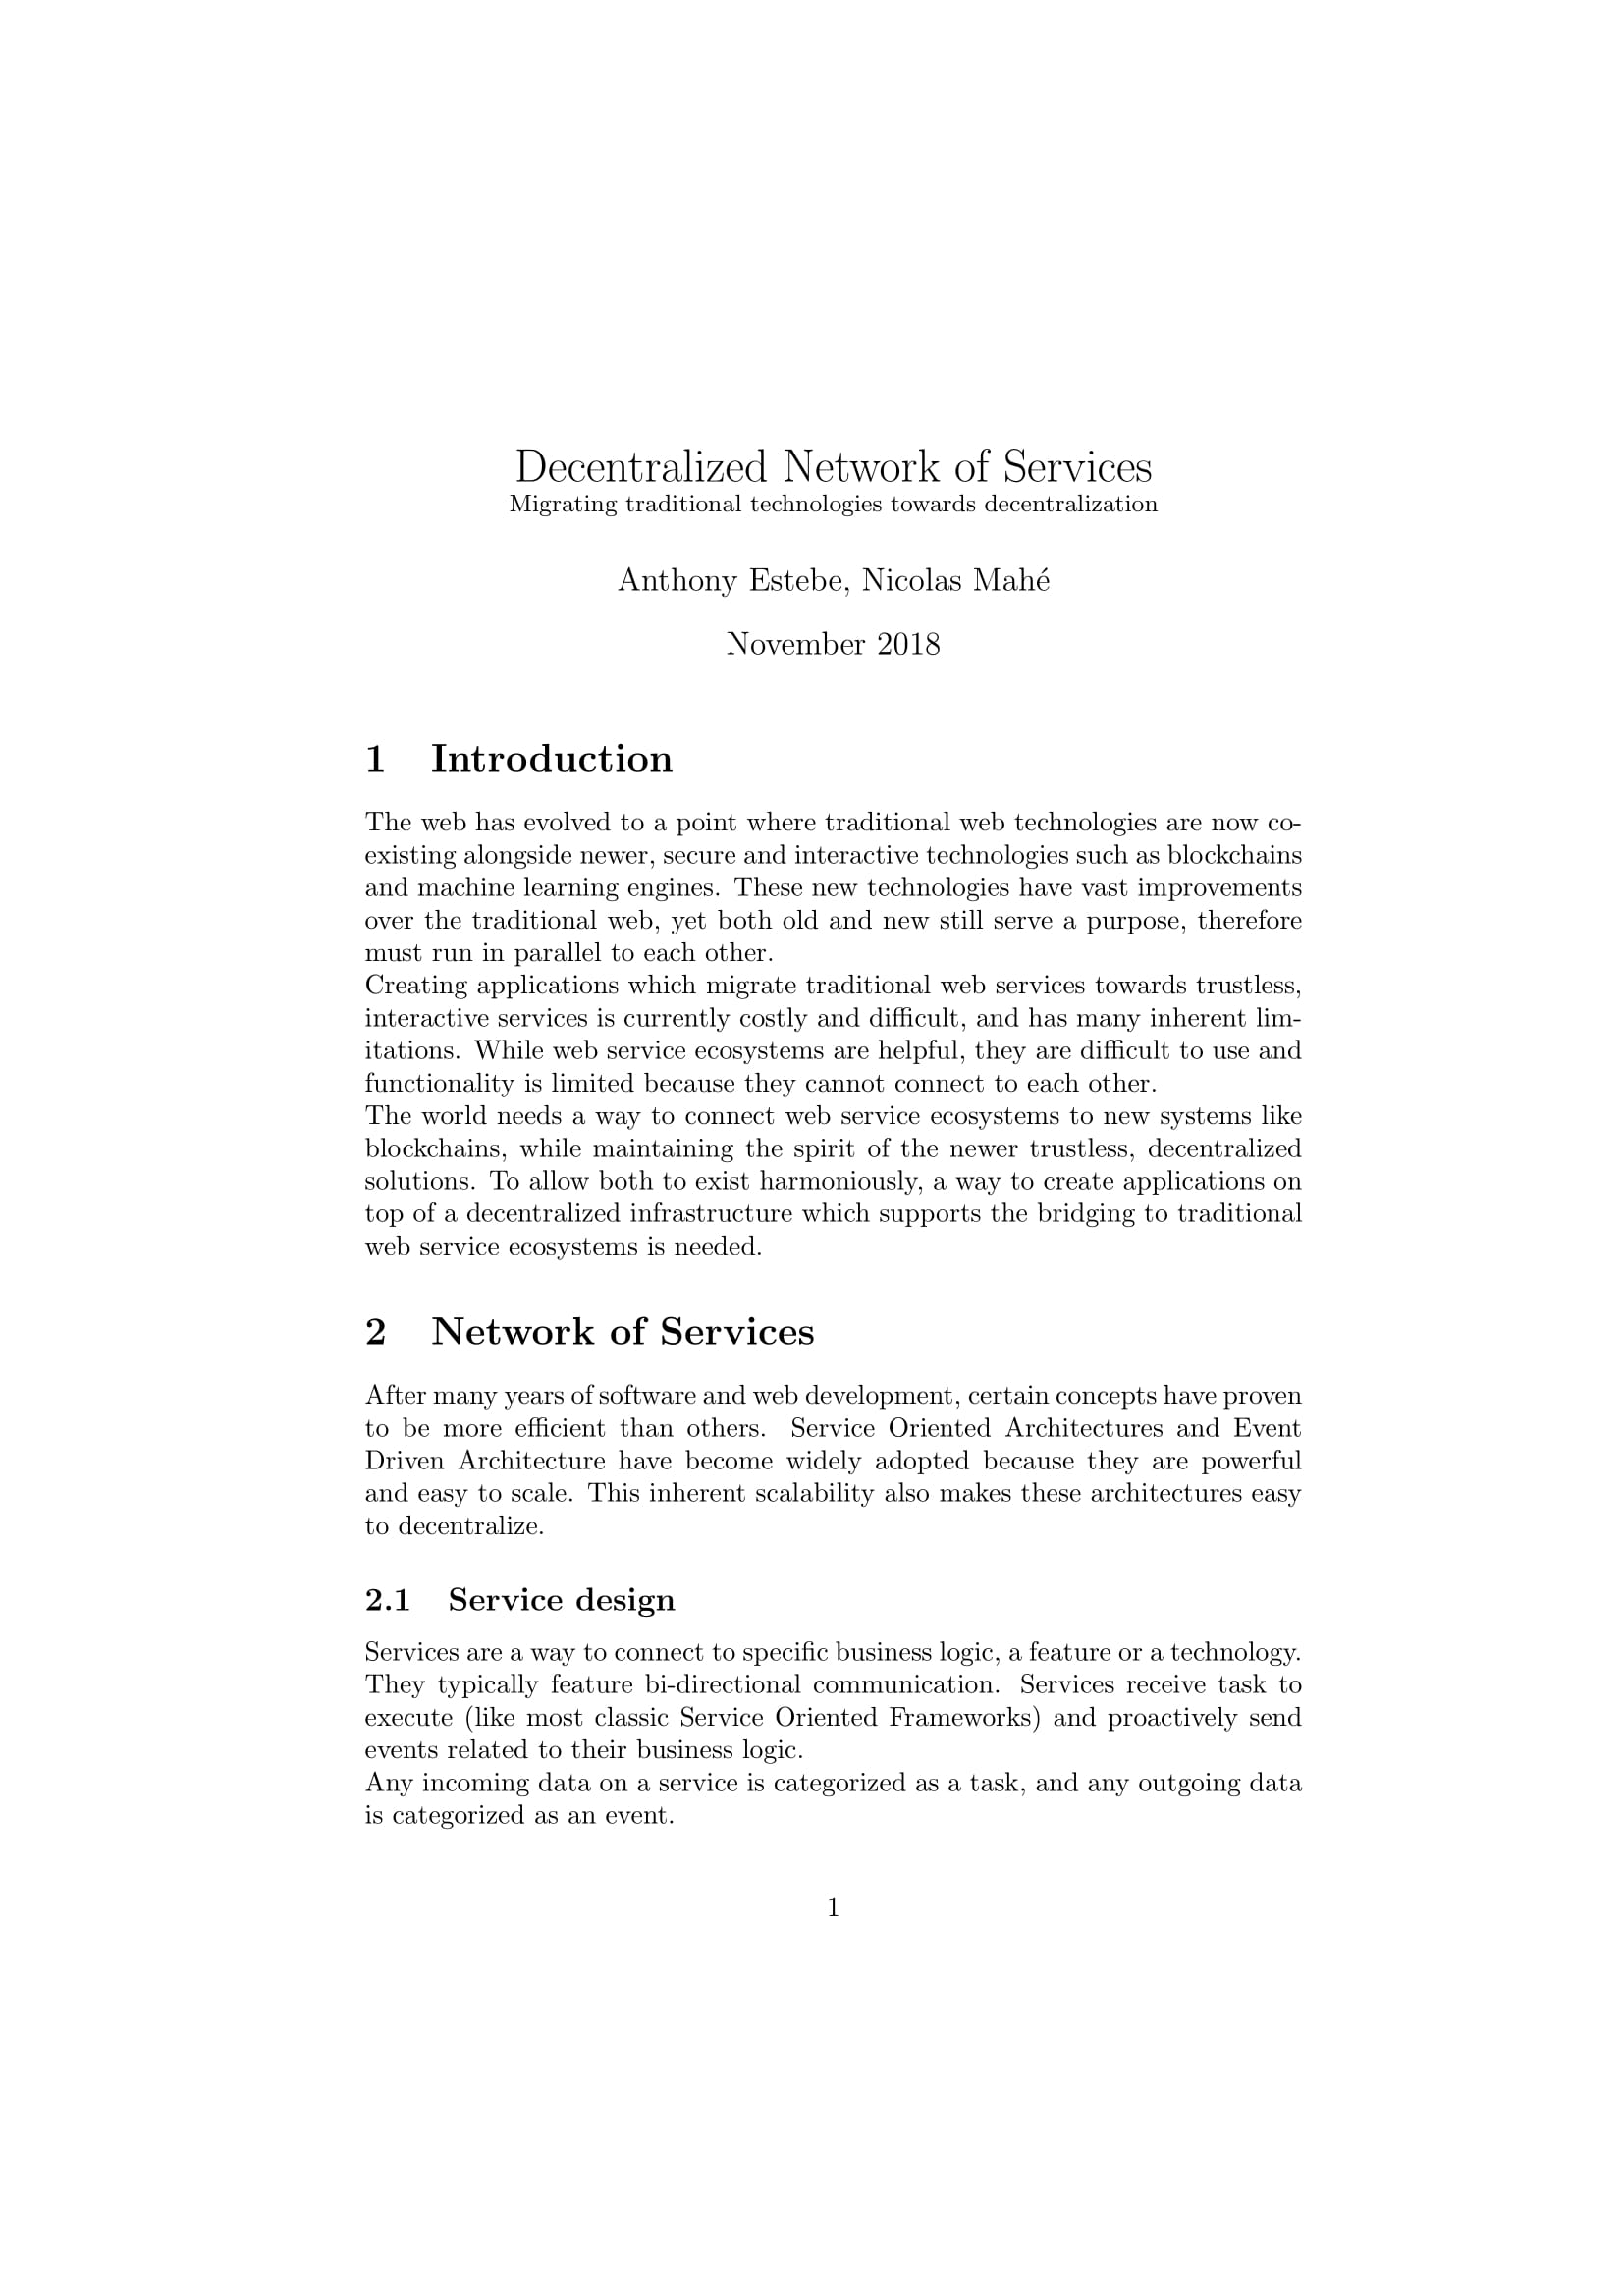 Decentralized Network of Services
Migrating traditional technologies towards decentralization
Anthony Estebe, Nicolas Mahé
November 2018
1 Introduction
The web has evolved to a point where traditional web technologies are now co-
existing alongside newer, secure and interactive technologies such as blockchains
and machine learning engines. These new technologies have vast improvements
over the traditional web, yet both old and new still serve a purpose, therefore
must run in parallel to each other.
Creating applications which migrate traditional web services towards trustless,
interactive services is currently costly and difficult, and has many inherent lim-
itations. While web service ecosystems are helpful, they are difficult to use and
functionality is limited because they cannot connect to each other.
The world needs a way to connect web service ecosystems to new systems like
blockchains, while maintaining the spirit of the newer trustless, decentralized
solutions. To allow both to exist harmoniously, a way to create applications on
top of a decentralized infrastructure which supports the bridging to traditional
web service ecosystems is needed.
2 Network of Services
After many years of software and web development, certain concepts have proven
to be more efficient than others. Service Oriented Architectures and Event
Driven Architecture have become widely adopted because they are powerful
and easy to scale. This inherent scalability also makes these architectures easy
to decentralize.
2.1 Service design
Services are a way to connect to specific business logic, a feature or a technology.
They typically feature bi-directional communication. Services receive task to
execute (like most classic Service Oriented Frameworks) and proactively send
events related to their business logic.
Any incoming data on a service is categorized as a task, and any outgoing data
is categorized as an event.
1